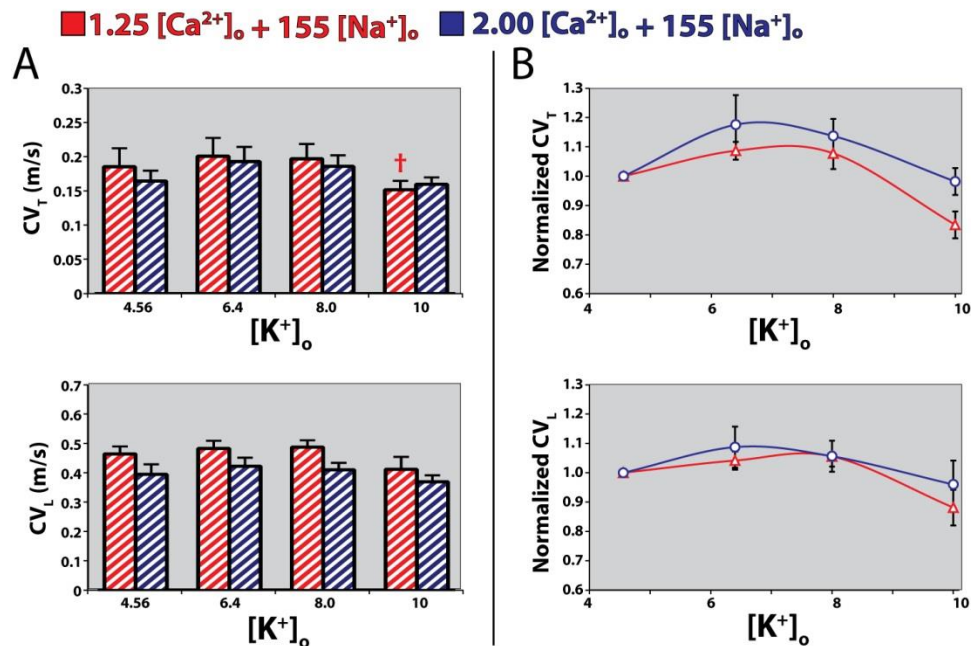 1.25 [Ca²⁺]ₒ + 155 [Na⁺]ₒ 2.00 [Ca²⁺]ₒ + 155 [Na⁺]ₒ
A
0.3
0.25
0.2
0.15
0.1
0.05
0
CV_T (m/s)
†
4.56 6.4 8.0 10
[K⁺]ₒ
0.7
0.6
0.5
0.4
0.3
0.2
0.1
0
CV_L (m/s)
4.56 6.4 8.0 10
[K⁺]ₒ
B
1.3
1.2
1.1
1.0
0.9
0.8
0.7
0.6
Normalized CV_T
4 6 8 10
[K⁺]ₒ
1.3
1.2
1.1
1.0
0.9
0.8
0.7
0.6
Normalized CV_L
4 6 8 10
[K⁺]ₒ